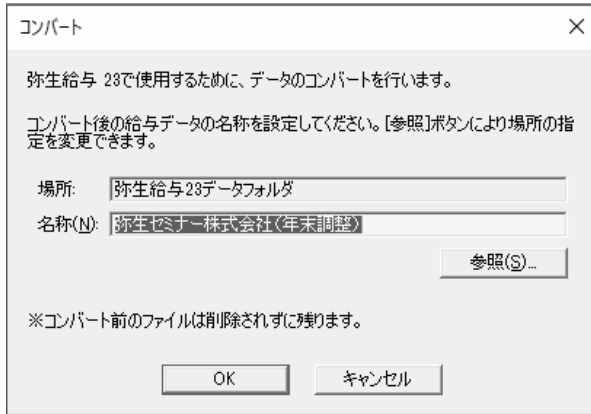 コンバート
弥生給与 23で使用するために、データのコンバートを行います。
コンバート後の給与データの名称を設定してください。[参照]ボタンにより場所の指
定を変更できます。
場所: 弥生給与23データフォルダ
名称(N): 弥生セミナー株式会社(年末調整)
参照(S)...
※コンバート前のファイルは削除されずに残ります。
OK キャンセル